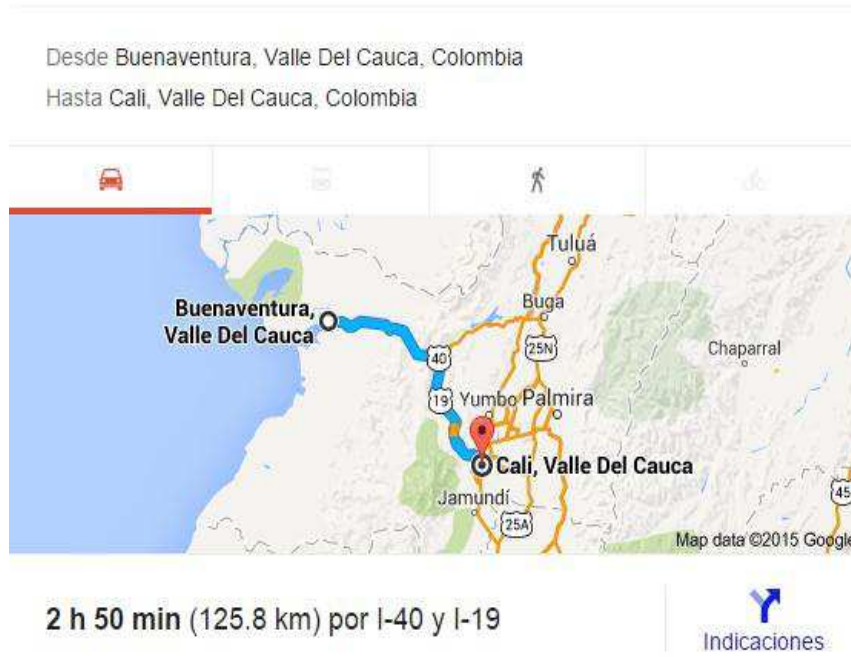 Desde Buenaventura, Valle Del Cauca, Colombia
Hasta Cali, Valle Del Cauca, Colombia
Tuluá
Buenaventura,
Valle Del Cauca
Buga
40
25N
Chaparral
19
Yumbo
Palmira
Cali, Valle Del Cauca
Jamundí
45
25A
Map data ©2015 Google
2 h 50 min (125.8 km) por I-40 y I-19
Indicaciones